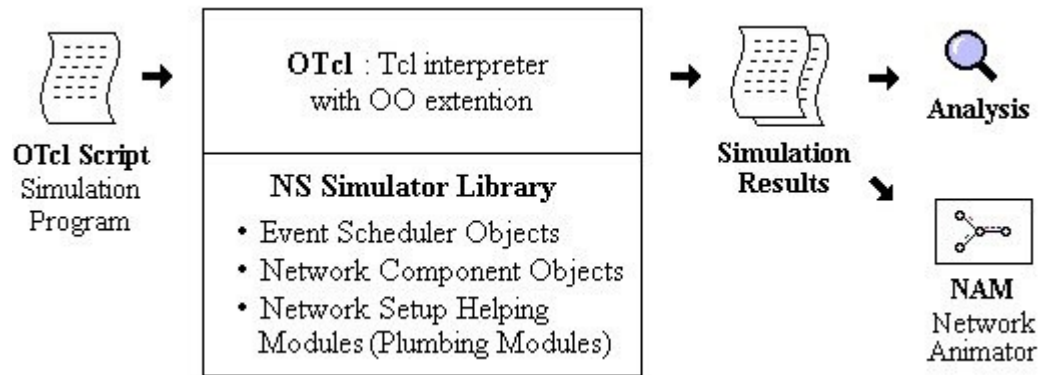 OTcl Script
Simulation
Program
OTcl : Tcl interpreter
with OO extention
NS Simulator Library
• Event Scheduler Objects
• Network Component Objects
• Network Setup Helping
Modules (Plumbing Modules)
Simulation
Results
Analysis
NAM
Network
Animator